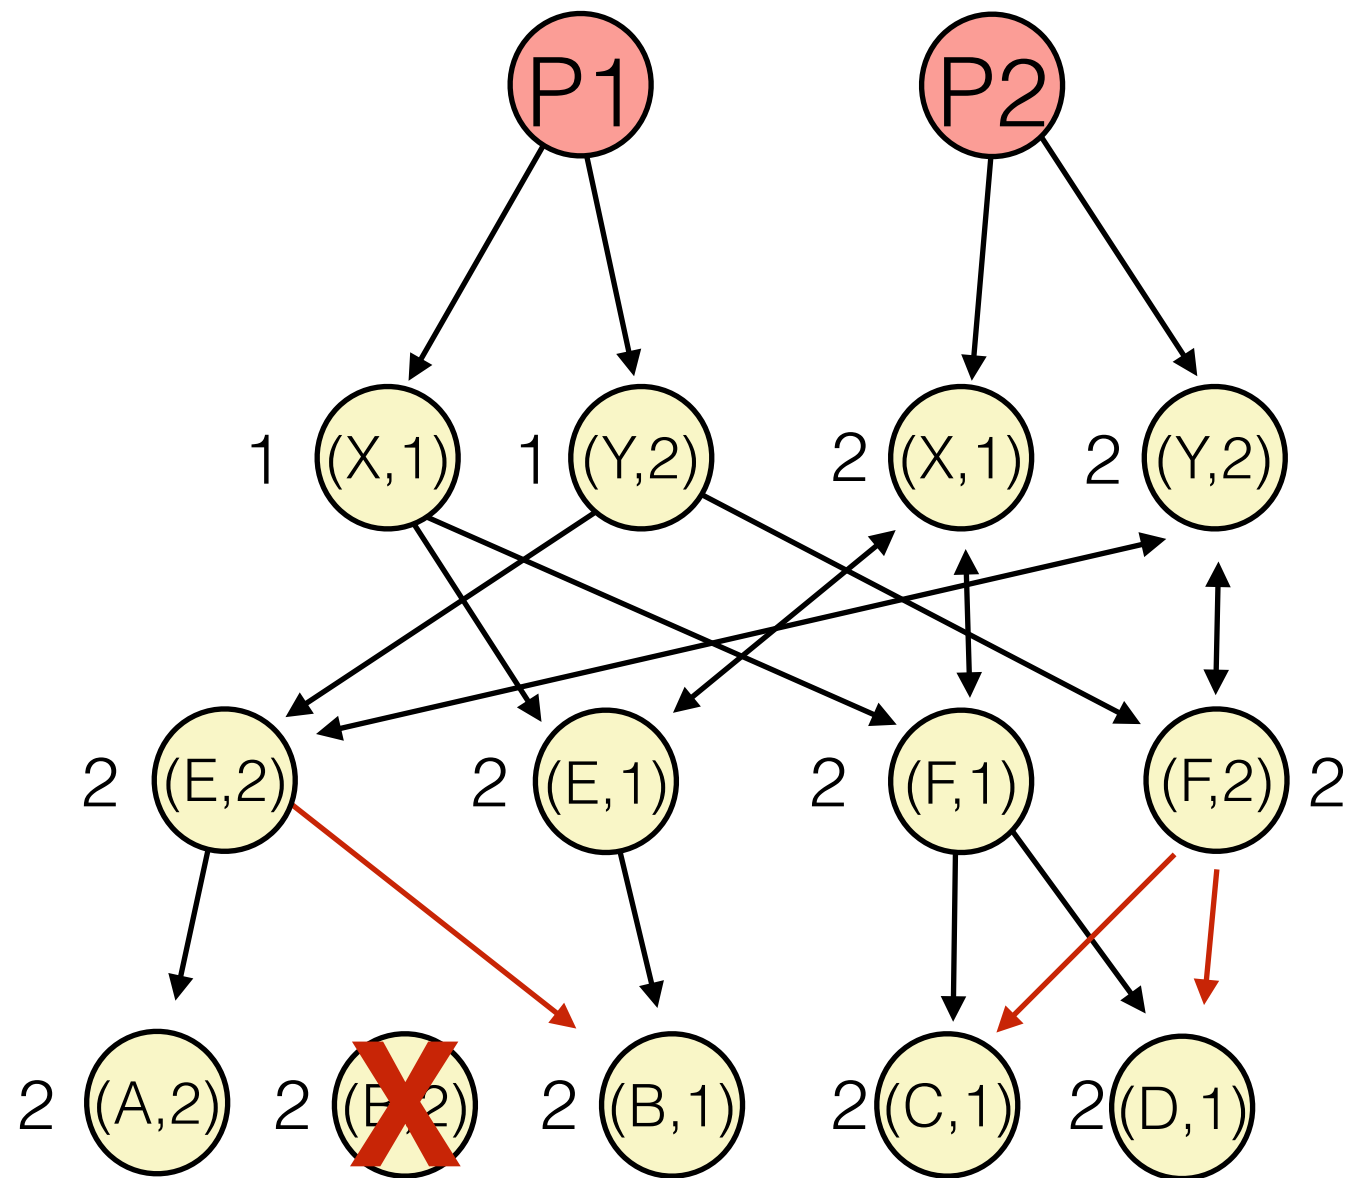 P1 P2
1 (X,1) 1 (Y,2) 2 (X,1) 2 (Y,2)
2 (E,2) 2 (E,1) 2 (F,1) (F,2) 2
2 (A,2) 2 (B,2) 2 (B,1) 2 (C,1) 2 (D,1)
X